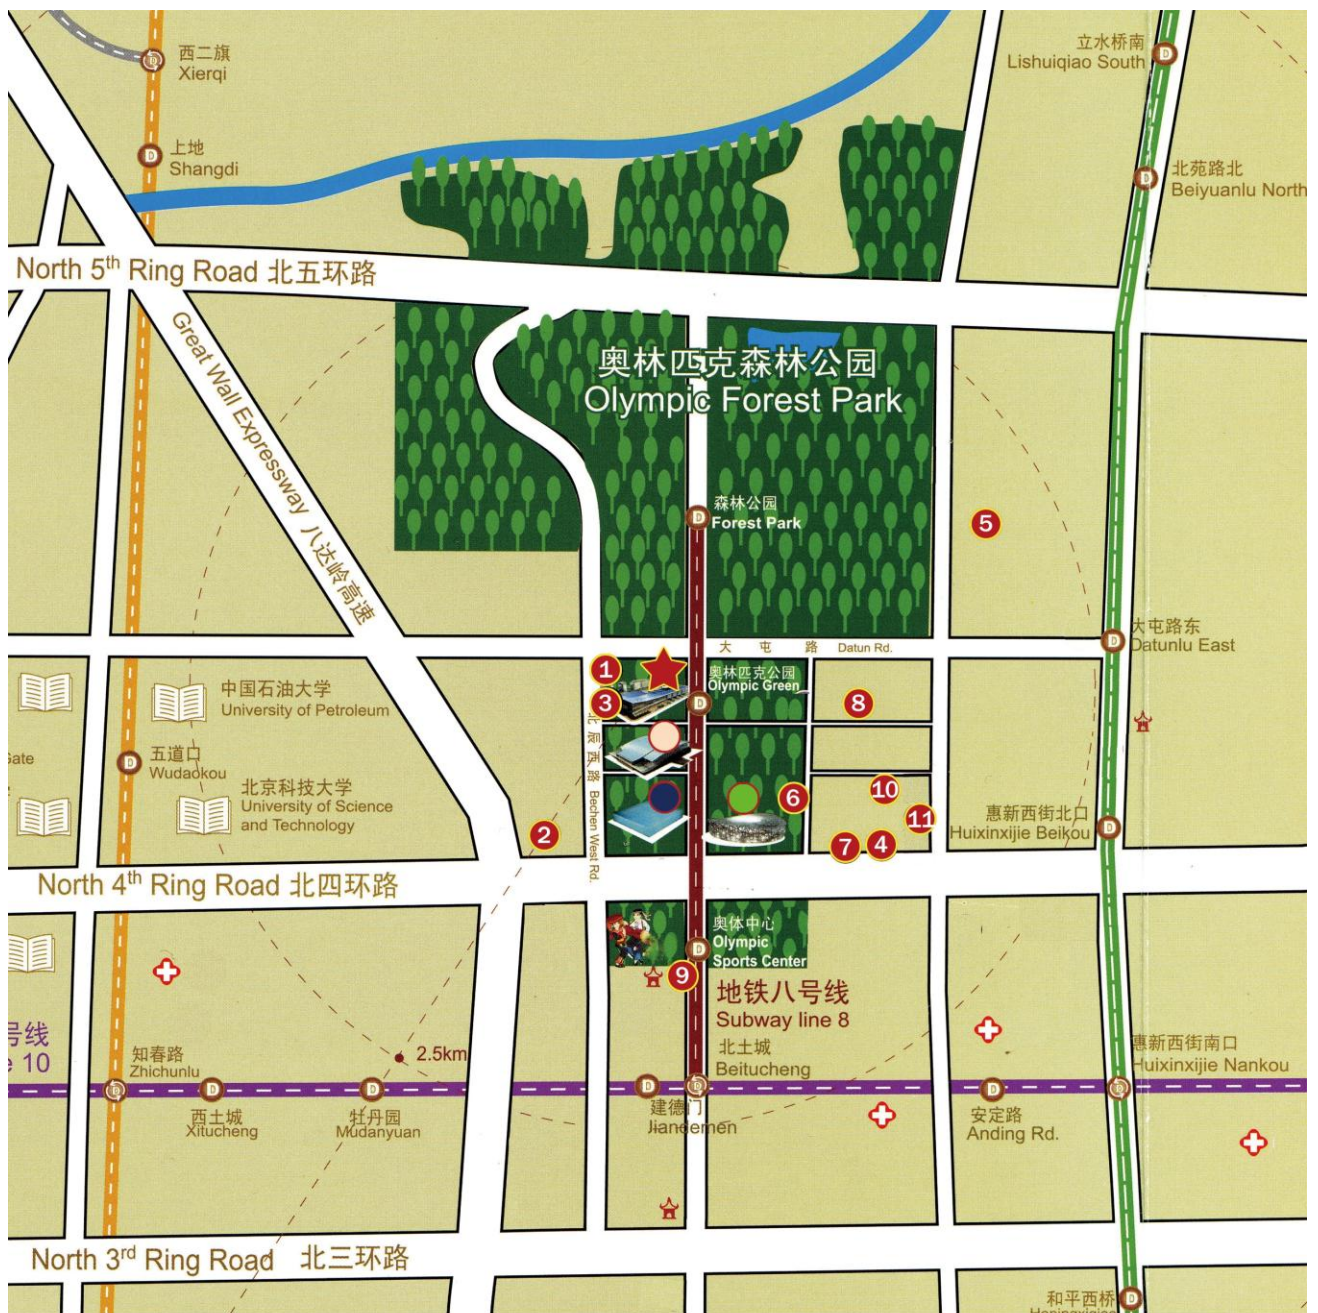 西二旗
Xierqi
立水桥南
Lishuiqiao South
上地
Shangdi
北苑路北
Beiyuanlu North
North 5th Ring Road 北五环路
Great Wall Expressway 八达岭高速
奥林匹克森林公园
Olympic Forest Park
森林公园
Forest Park
5
大屯路 Datun Rd.
大屯路东
Datunlu East
1
奥林匹克公园
Olympic Green
3
8
中国石油大学
University of Petroleum
北辰西路 Bechen West Rd.
五道口
Wudaokou
北京科技大学
University of Science
and Technology
6
10
11
惠新西街北口
Huixinxijie Beikou
2
7
4
North 4th Ring Road 北四环路
奥体中心
Olympic
Sports Center
9
地铁八号线
Subway line 8
号线
10
2.5km
北土城
Beitucheng
惠新西街南口
Huixinxijie Nankou
知春路
Zhichunlu
西土城
Xitucheng
牡丹园
Mudanyuan
建德门
Jiandemen
安定路
Anding Rd.
North 3rd Ring Road 北三环路
和平西桥